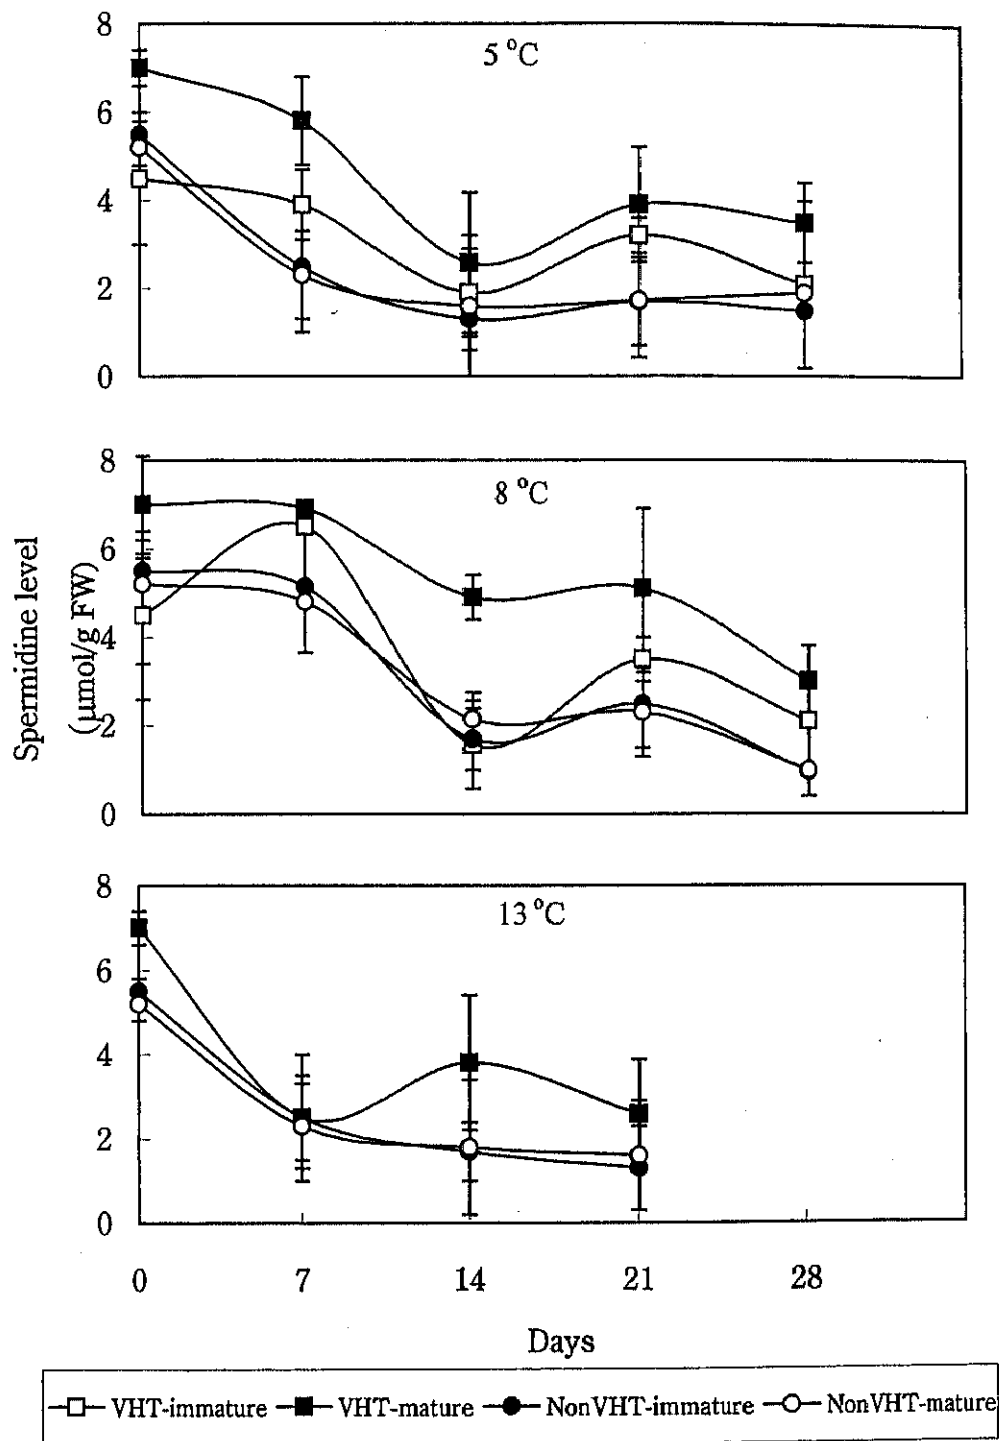 8
5 °C
6
4
2
0
8
8 °C
6
4
2
0
Spermidine level
(µmol/g FW)
8
13 °C
6
4
2
0
0 7 14 21 28
Days
VHT-immature VHT-mature NonVHT-immature NonVHT-mature